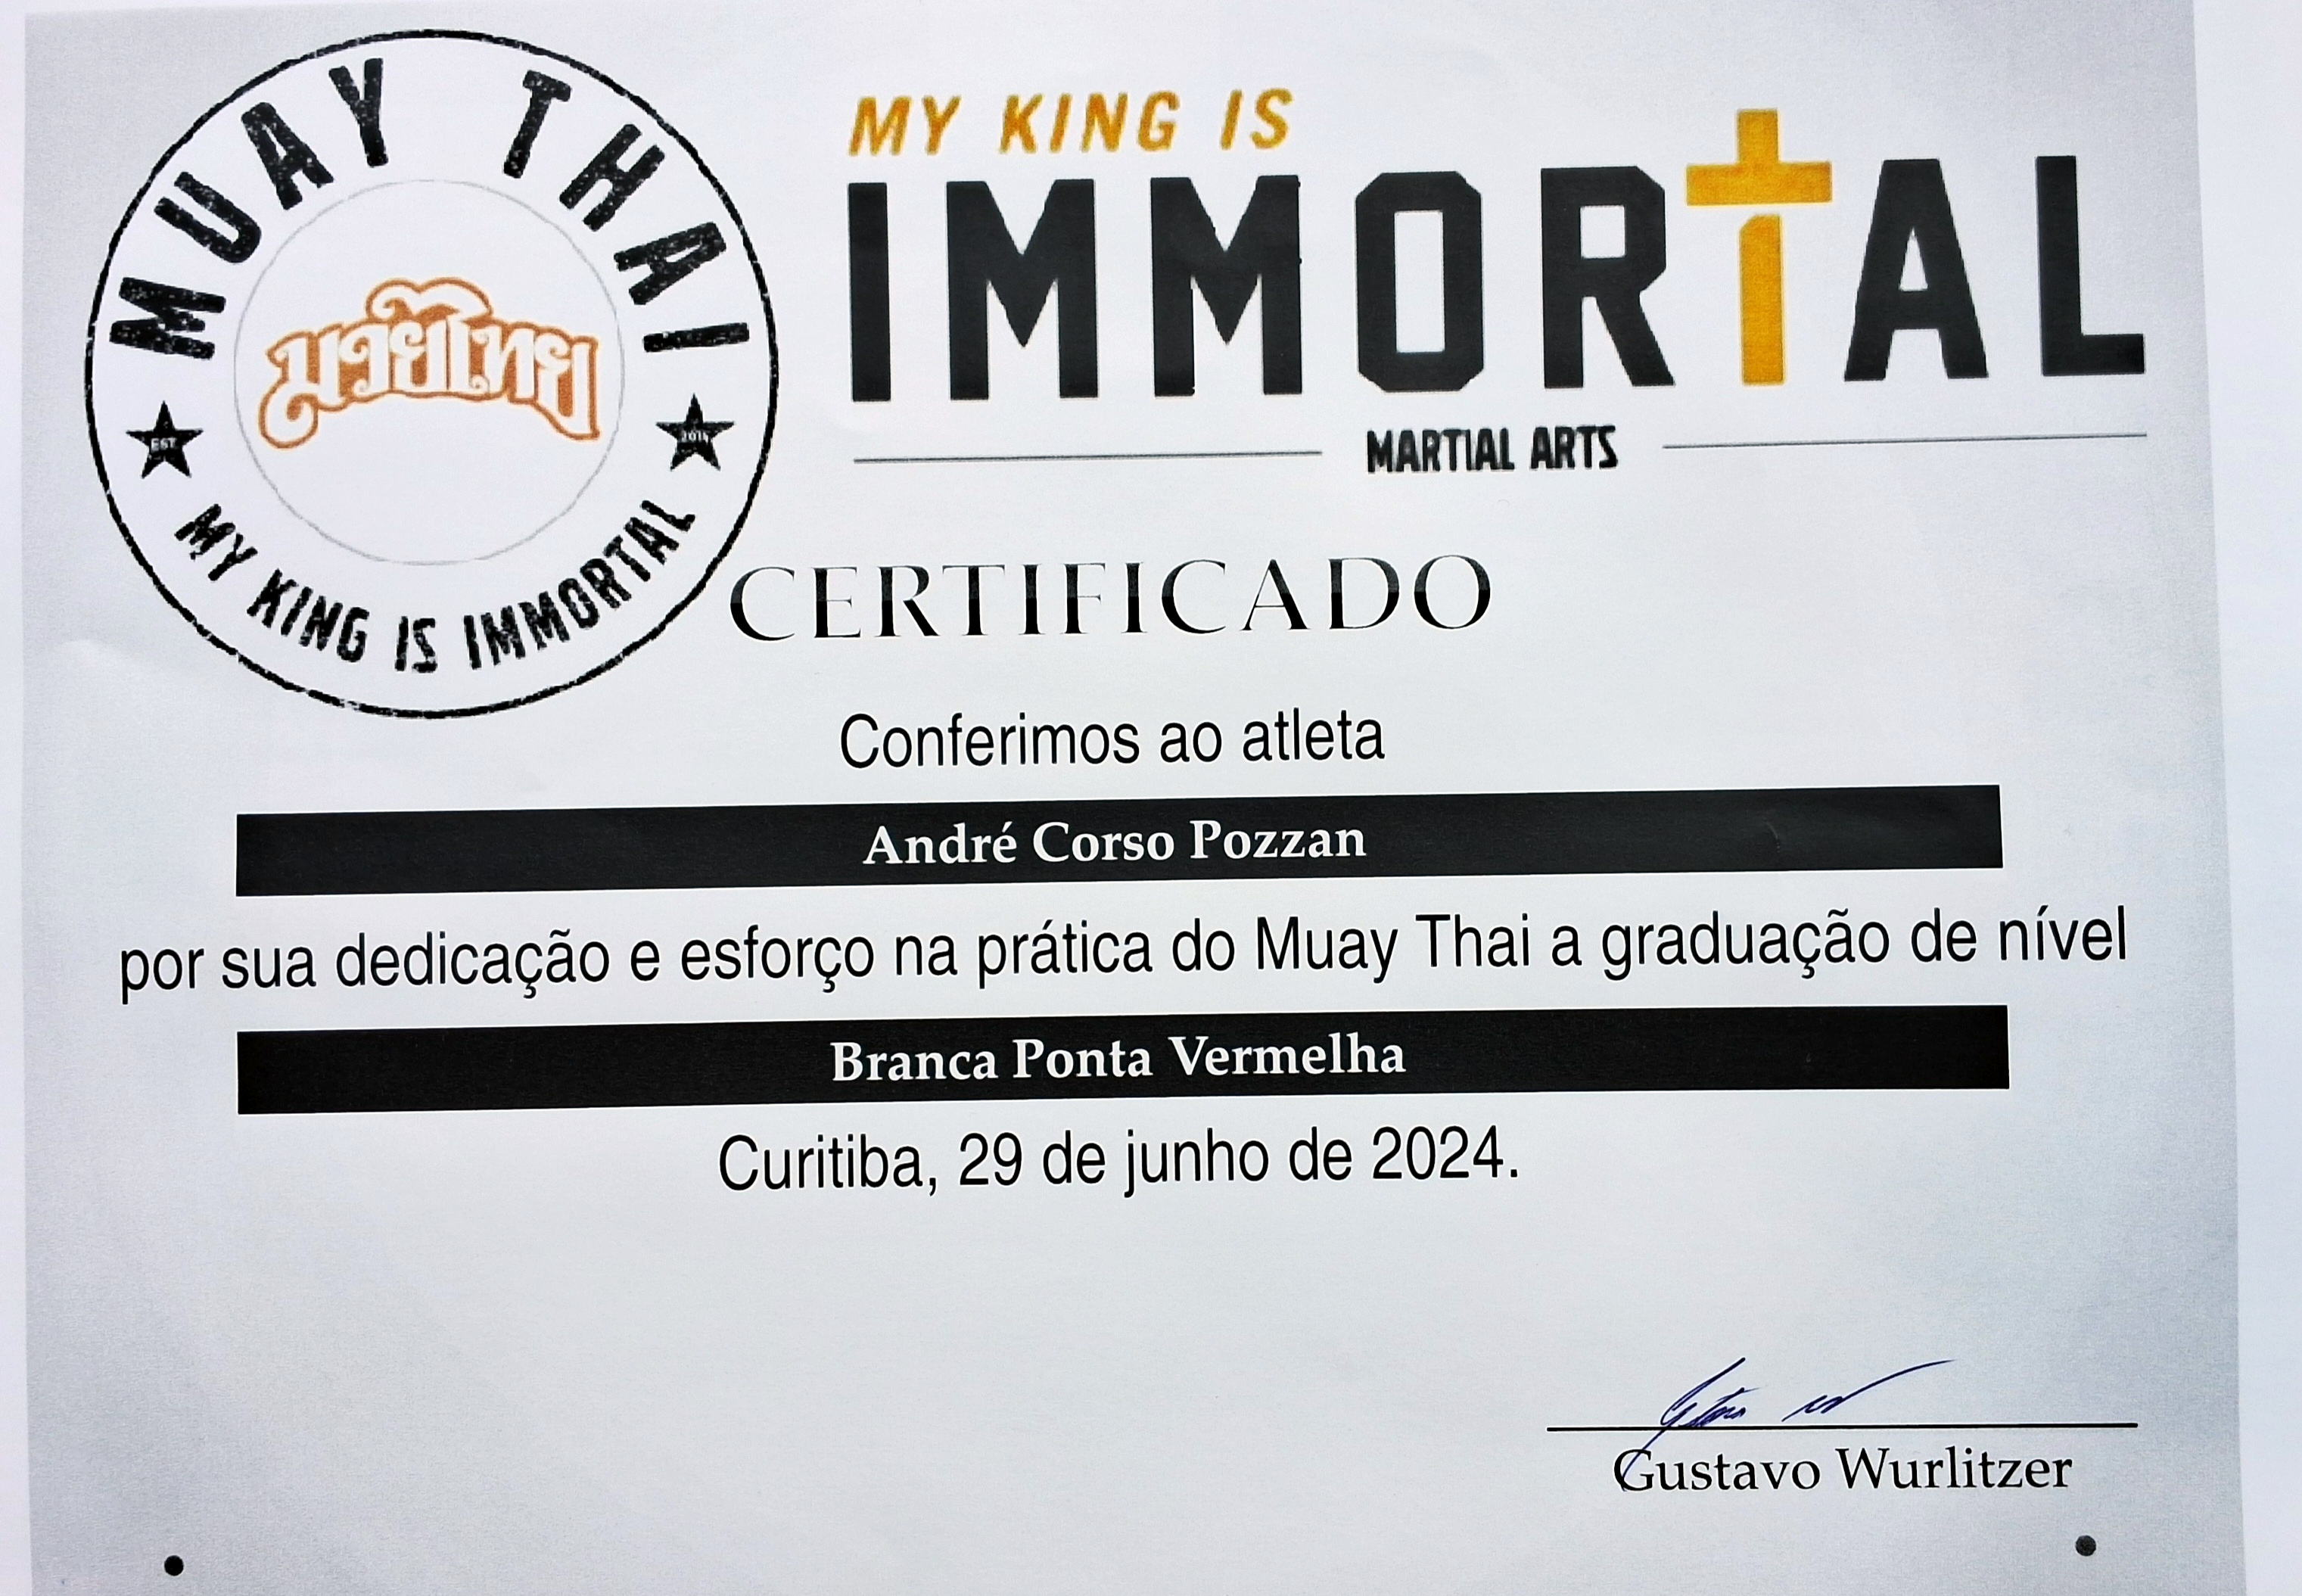 MUAY THAI
มวยไทย
EST
2014
MY KING IS IMMORTAL
MY KING IS
IMMORTAL
MARTIAL ARTS
CERTIFICADO
Conferimos ao atleta
André Corso Pozzan
por sua dedicação e esforço na prática do Muay Thai a graduação de nível
Branca Ponta Vermelha
Curitiba, 29 de junho de 2024.
Gustavo Wurlitzer